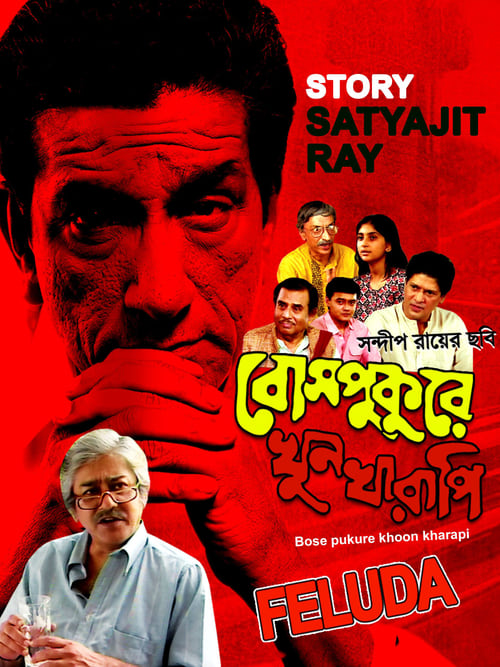 STORY
SATYAJIT
RAY
সন্দীপ রায়ের ছবি
বোসপুকুরে
খুনখারাপি
Bose pukure khoon kharapi
FELUDA